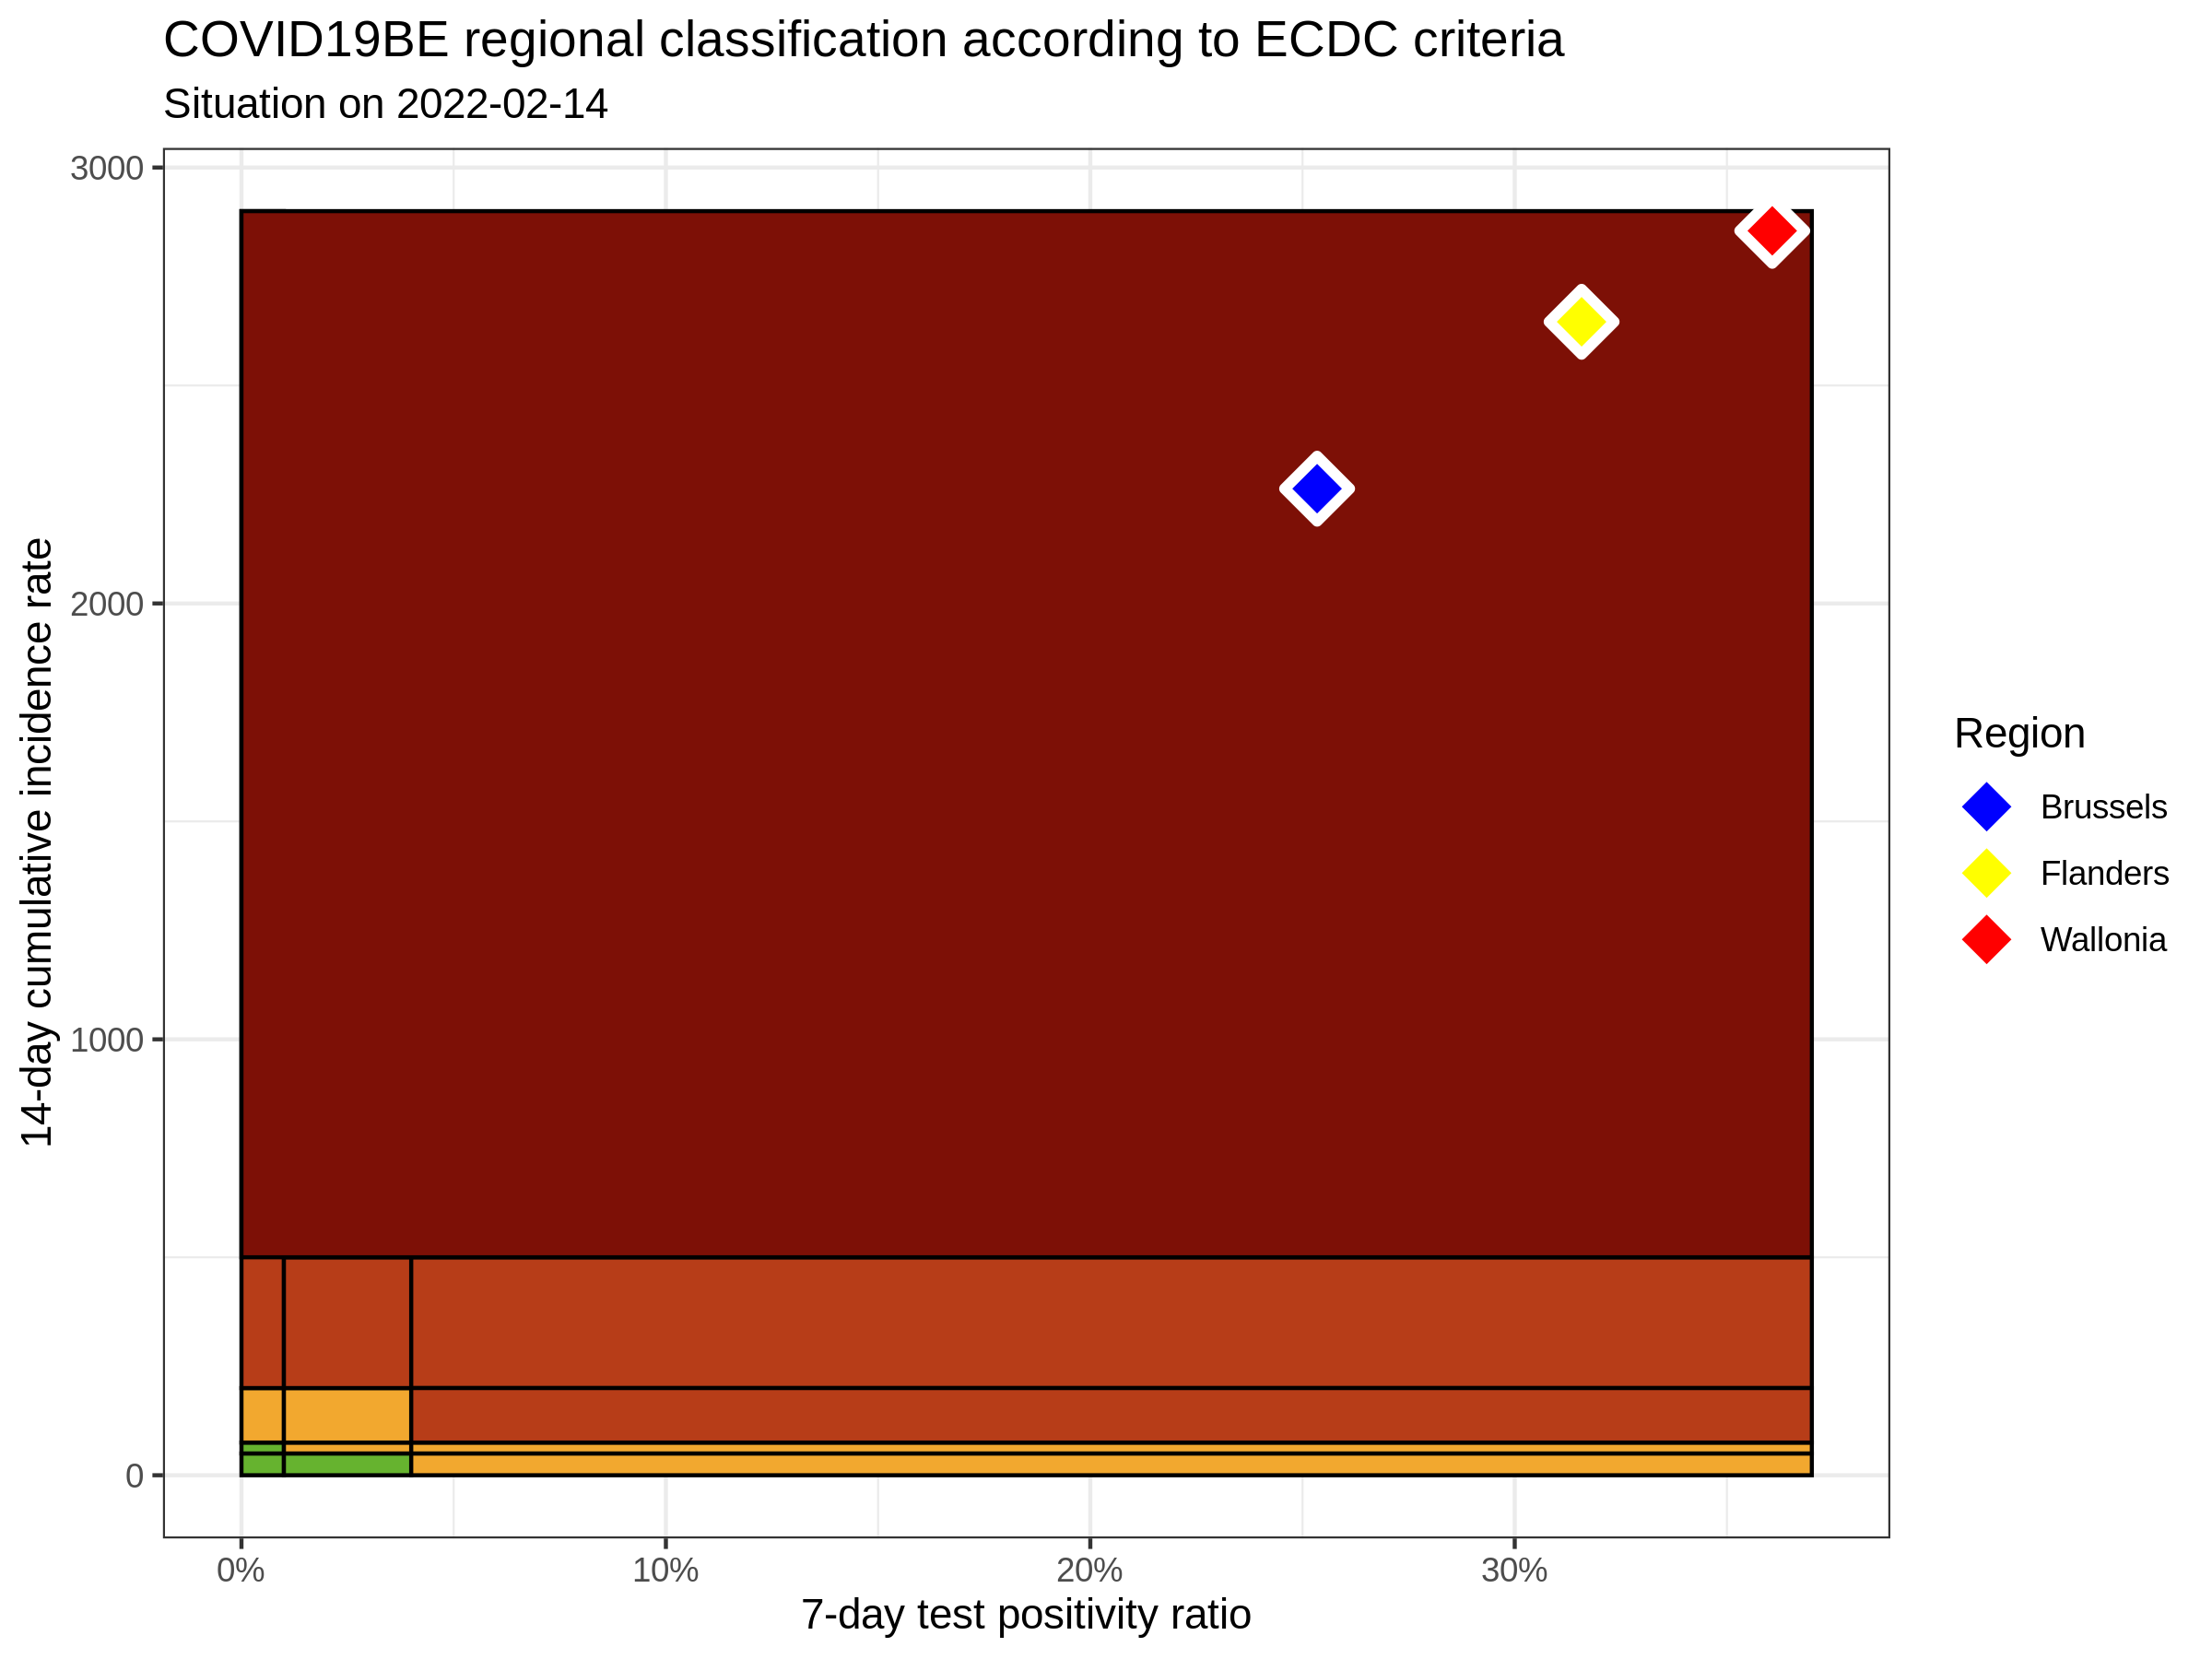 COVID19BE regional classification according to ECDC criteria
Situation on 2022-02-14
14-day cumulative incidence rate
3000
2000
1000
0
0% 10% 20% 30%
7-day test positivity ratio
Region
Brussels
Flanders
Wallonia